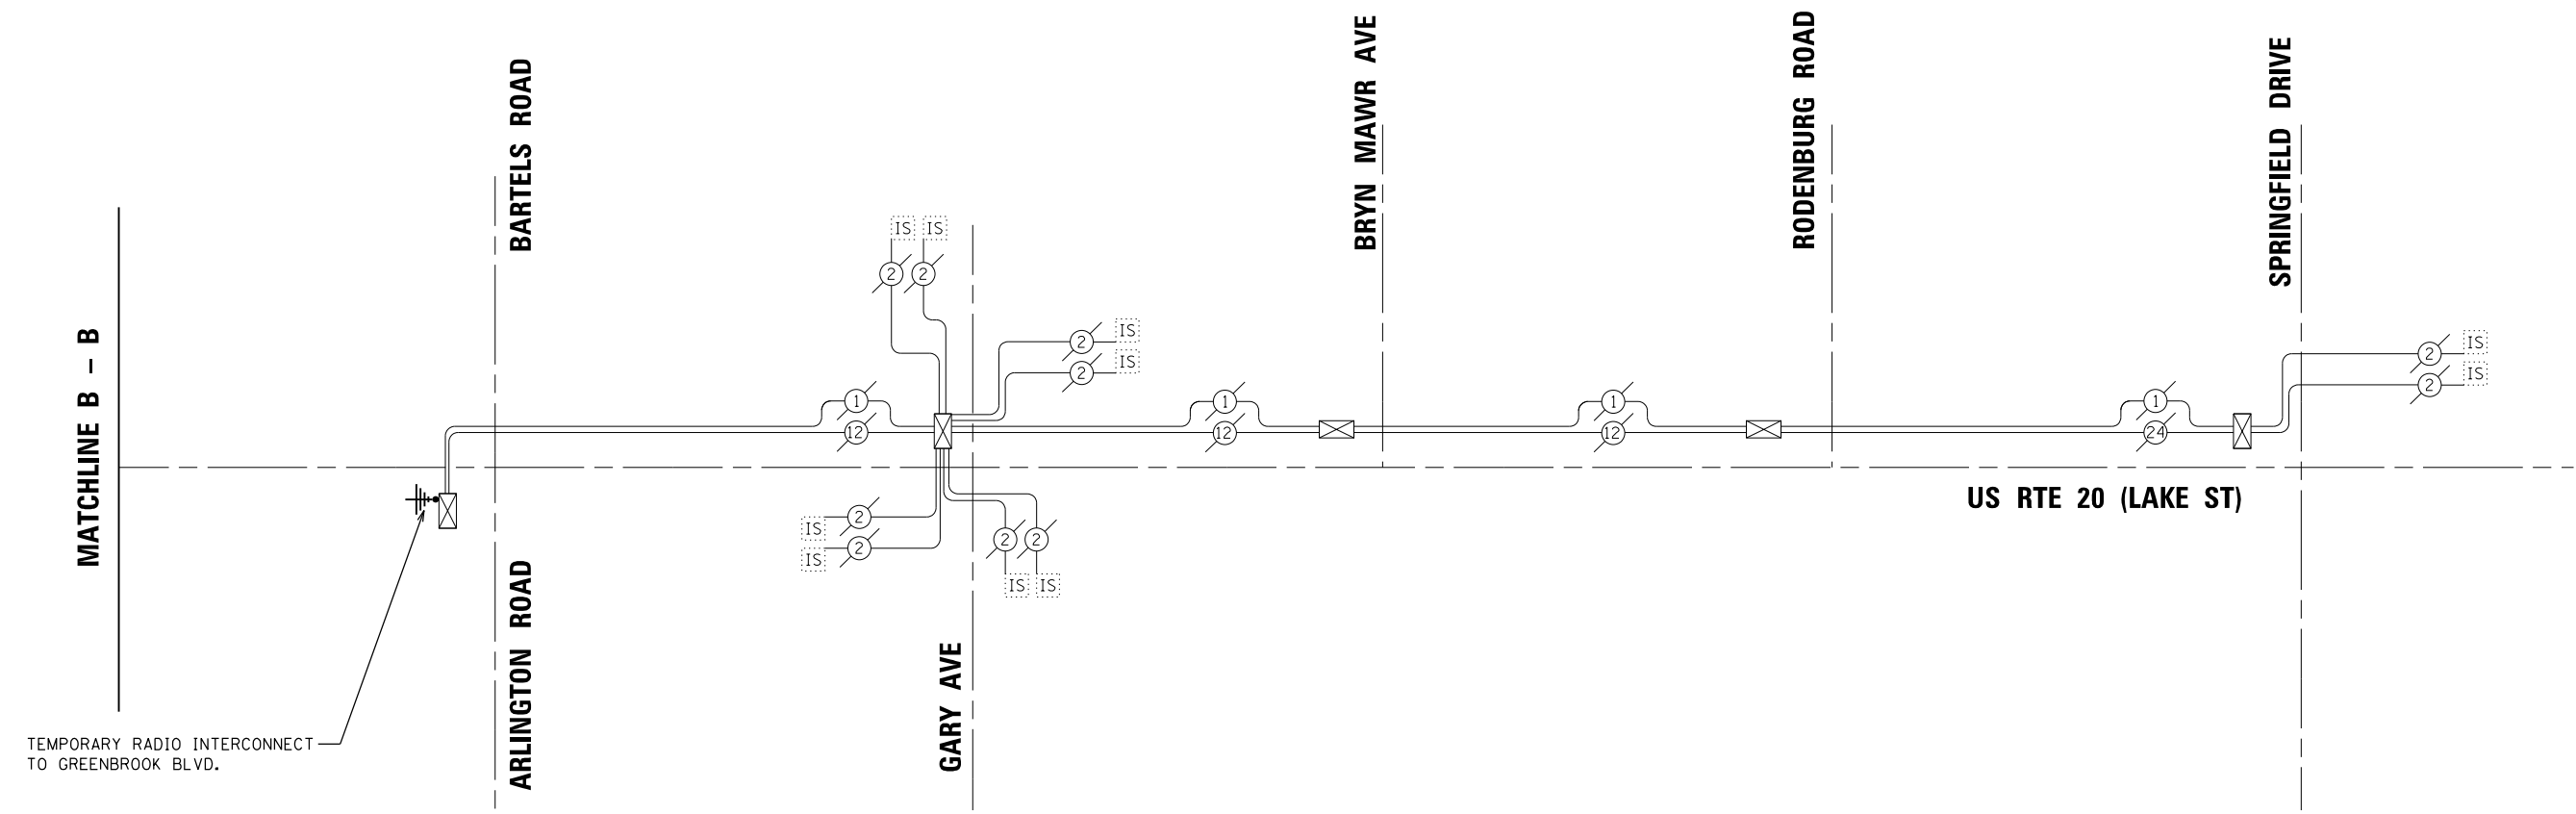 BRYN MAWR AVE
RODENBURG ROAD
SPRINGFIELD DRIVE
BARTELS ROAD
IS IS
2 2
IS
2
IS
2
IS
2
IS
2
1 1 1 1
12 12 12 24
MATCHLINE B - B
US RTE 20 (LAKE ST)
2
IS
2
IS
2 2
IS IS
ARLINGTON ROAD
GARY AVE
TEMPORARY RADIO INTERCONNECT
TO GREENBROOK BLVD.